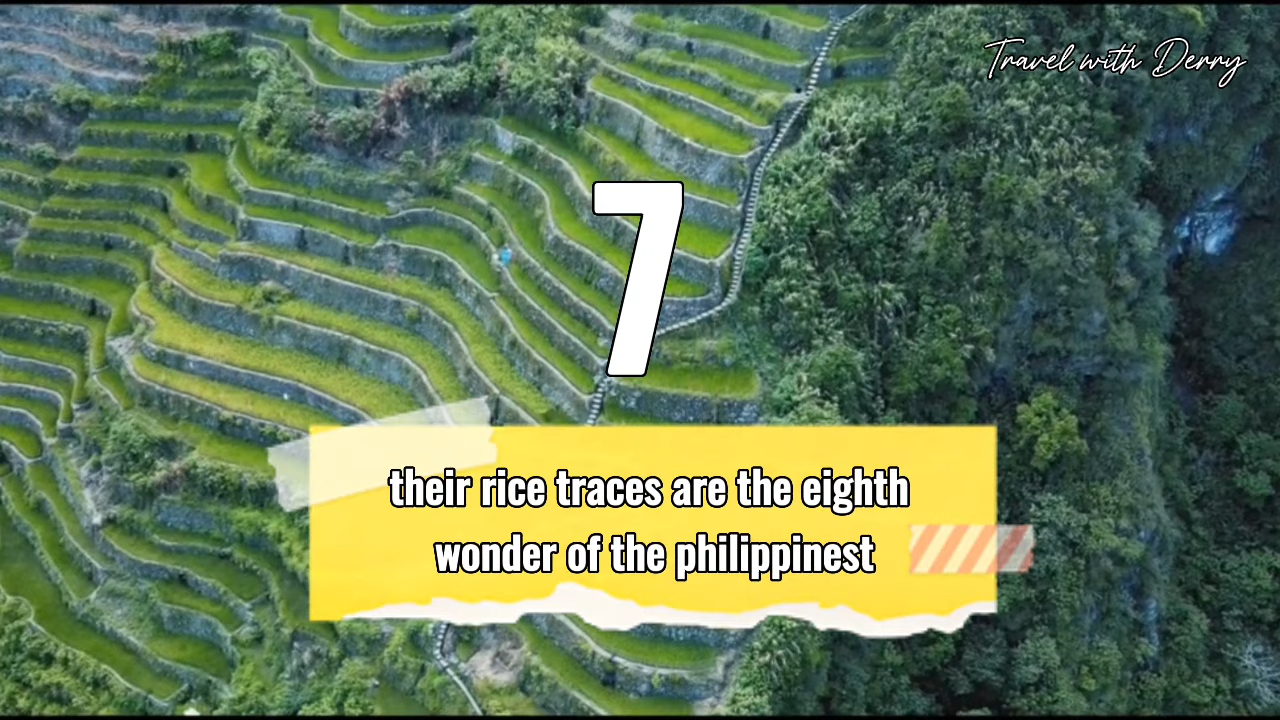 Travel with Derry
7
their rice traces are the eighth
wonder of the philippinest